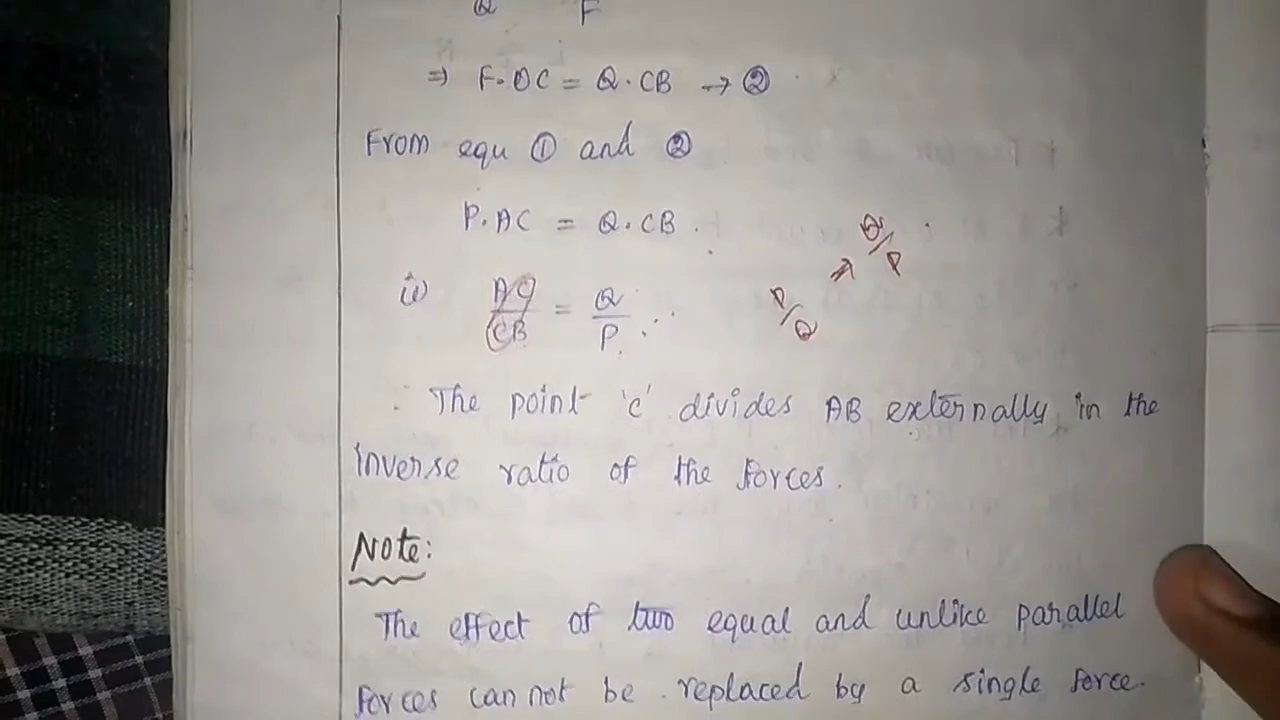 Q F
⇒ F.OC = Q.CB → ②
From equ ① and ②
P.AC = Q.CB.
ie) AC/CB = Q/P.
P/Q → Q/P
∴ The point 'c' divides AB externally in the
inverse ratio of the forces.
Note:
The effect of two equal and unlike parallel
forces can not be replaced by a single force.